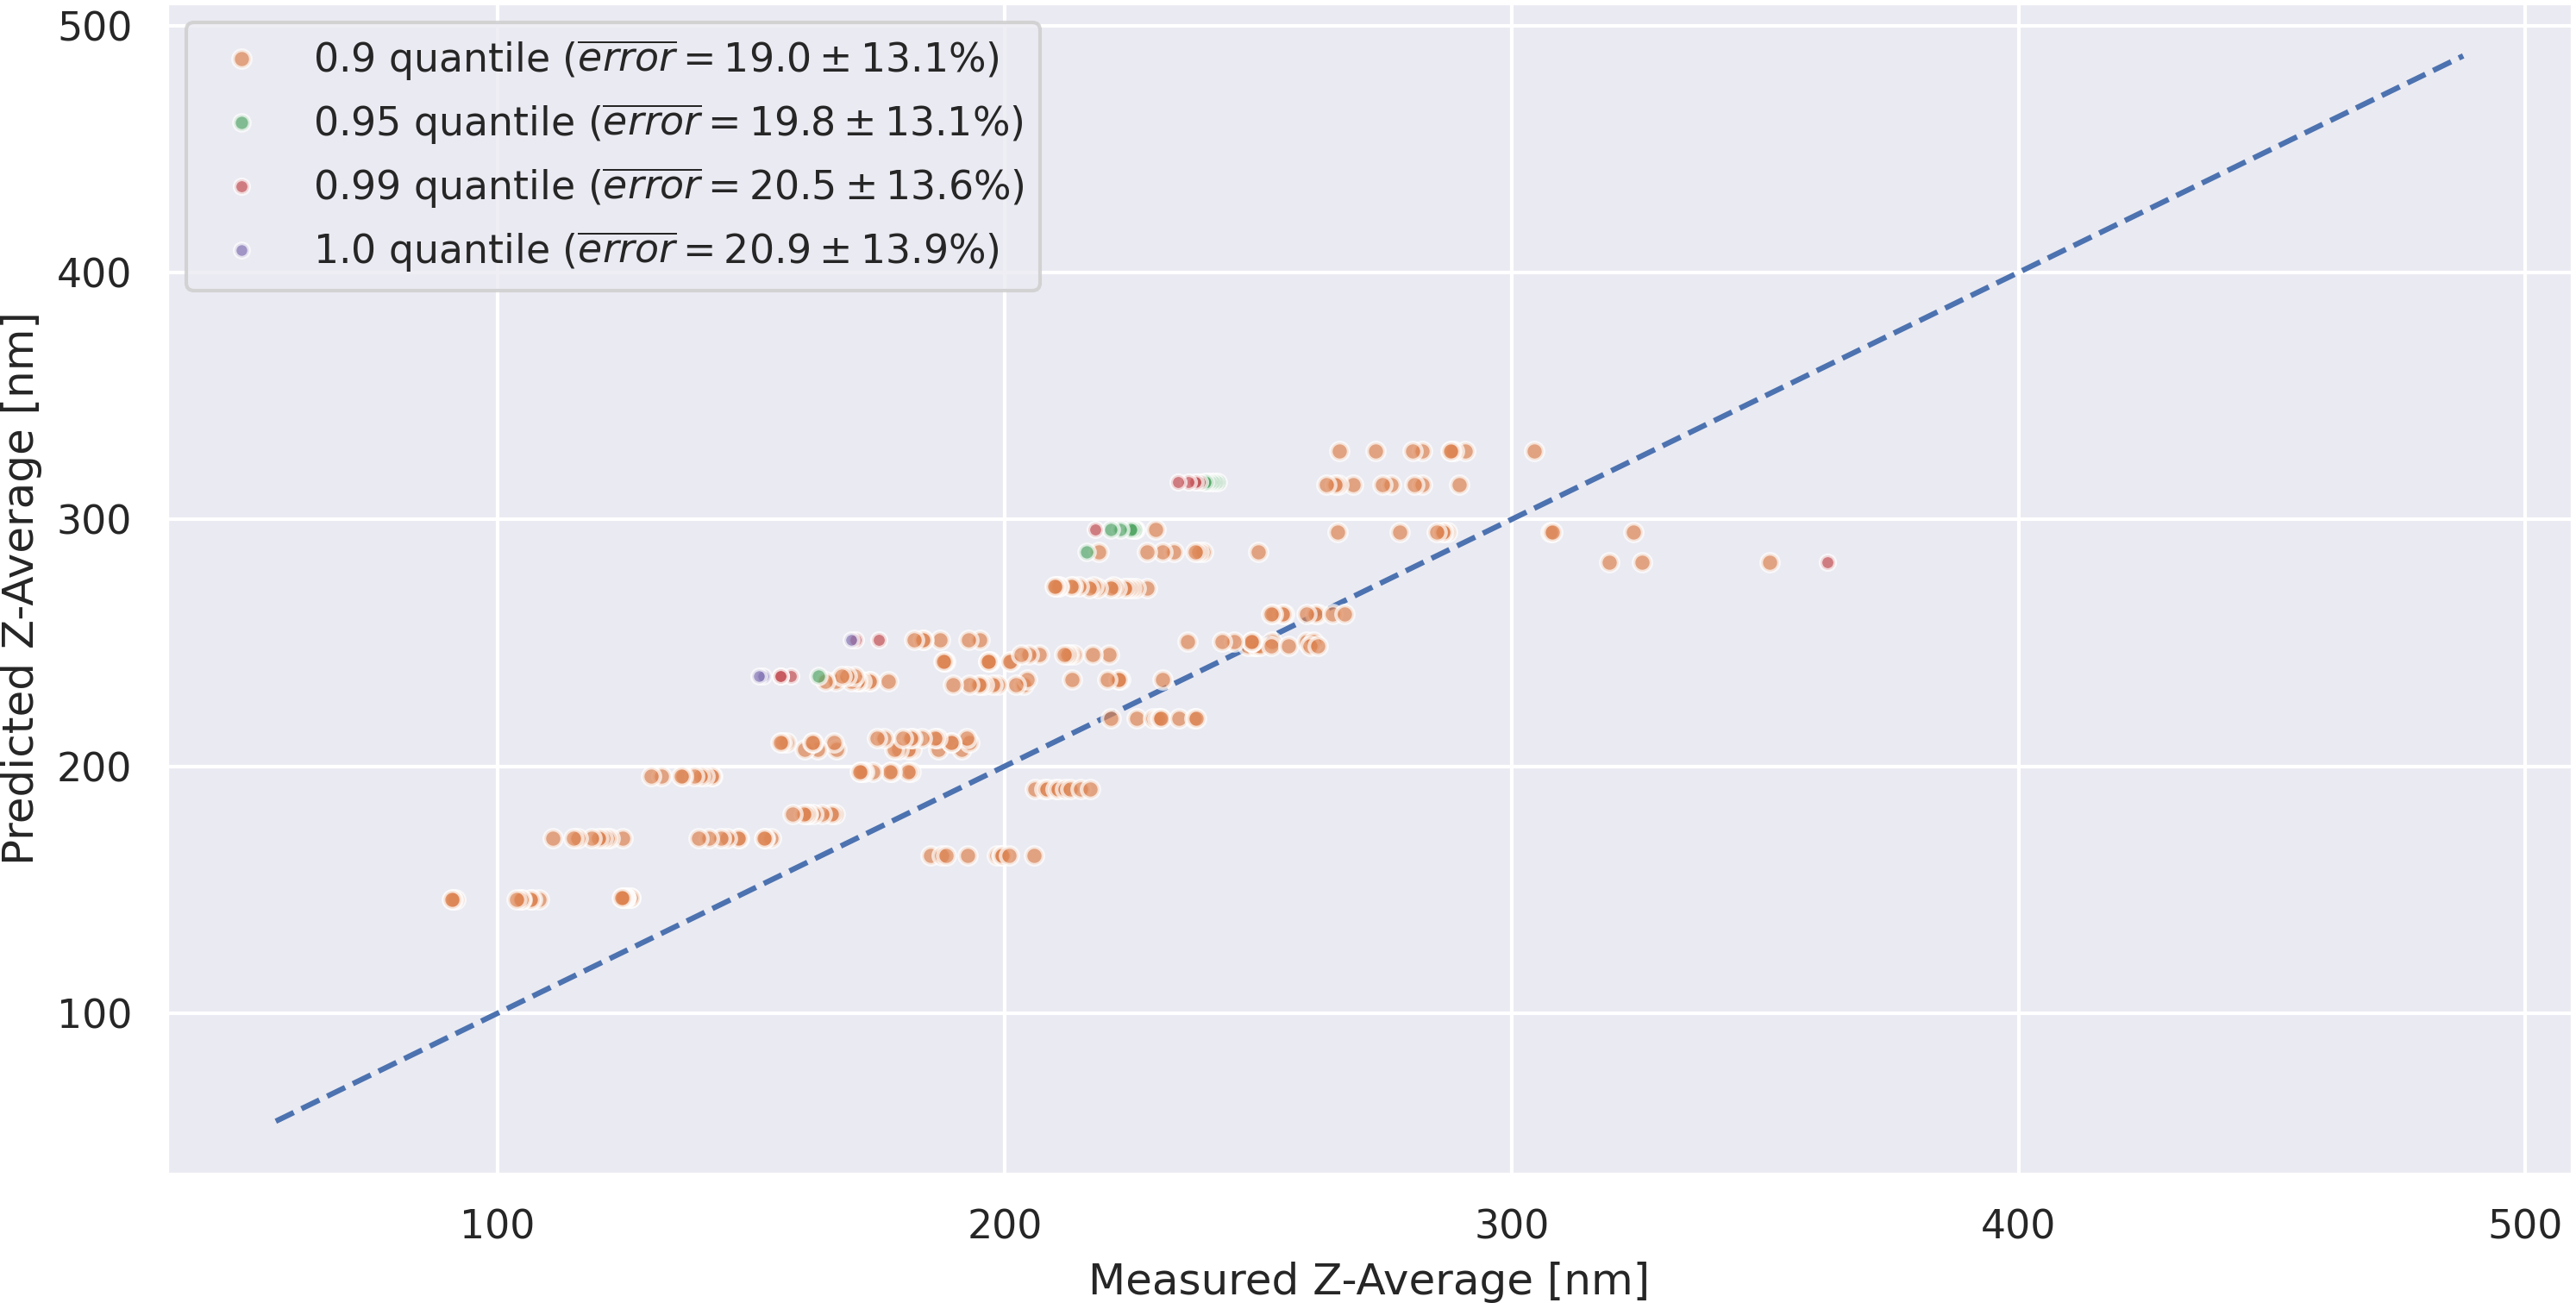 500
400
300
200
100
Predicted Z-Average [nm]
0.9 quantile (error = 19.0 ± 13.1%)
0.95 quantile (error = 19.8 ± 13.1%)
0.99 quantile (error = 20.5 ± 13.6%)
1.0 quantile (error = 20.9 ± 13.9%)
100 200 300 400 500
Measured Z-Average [nm]